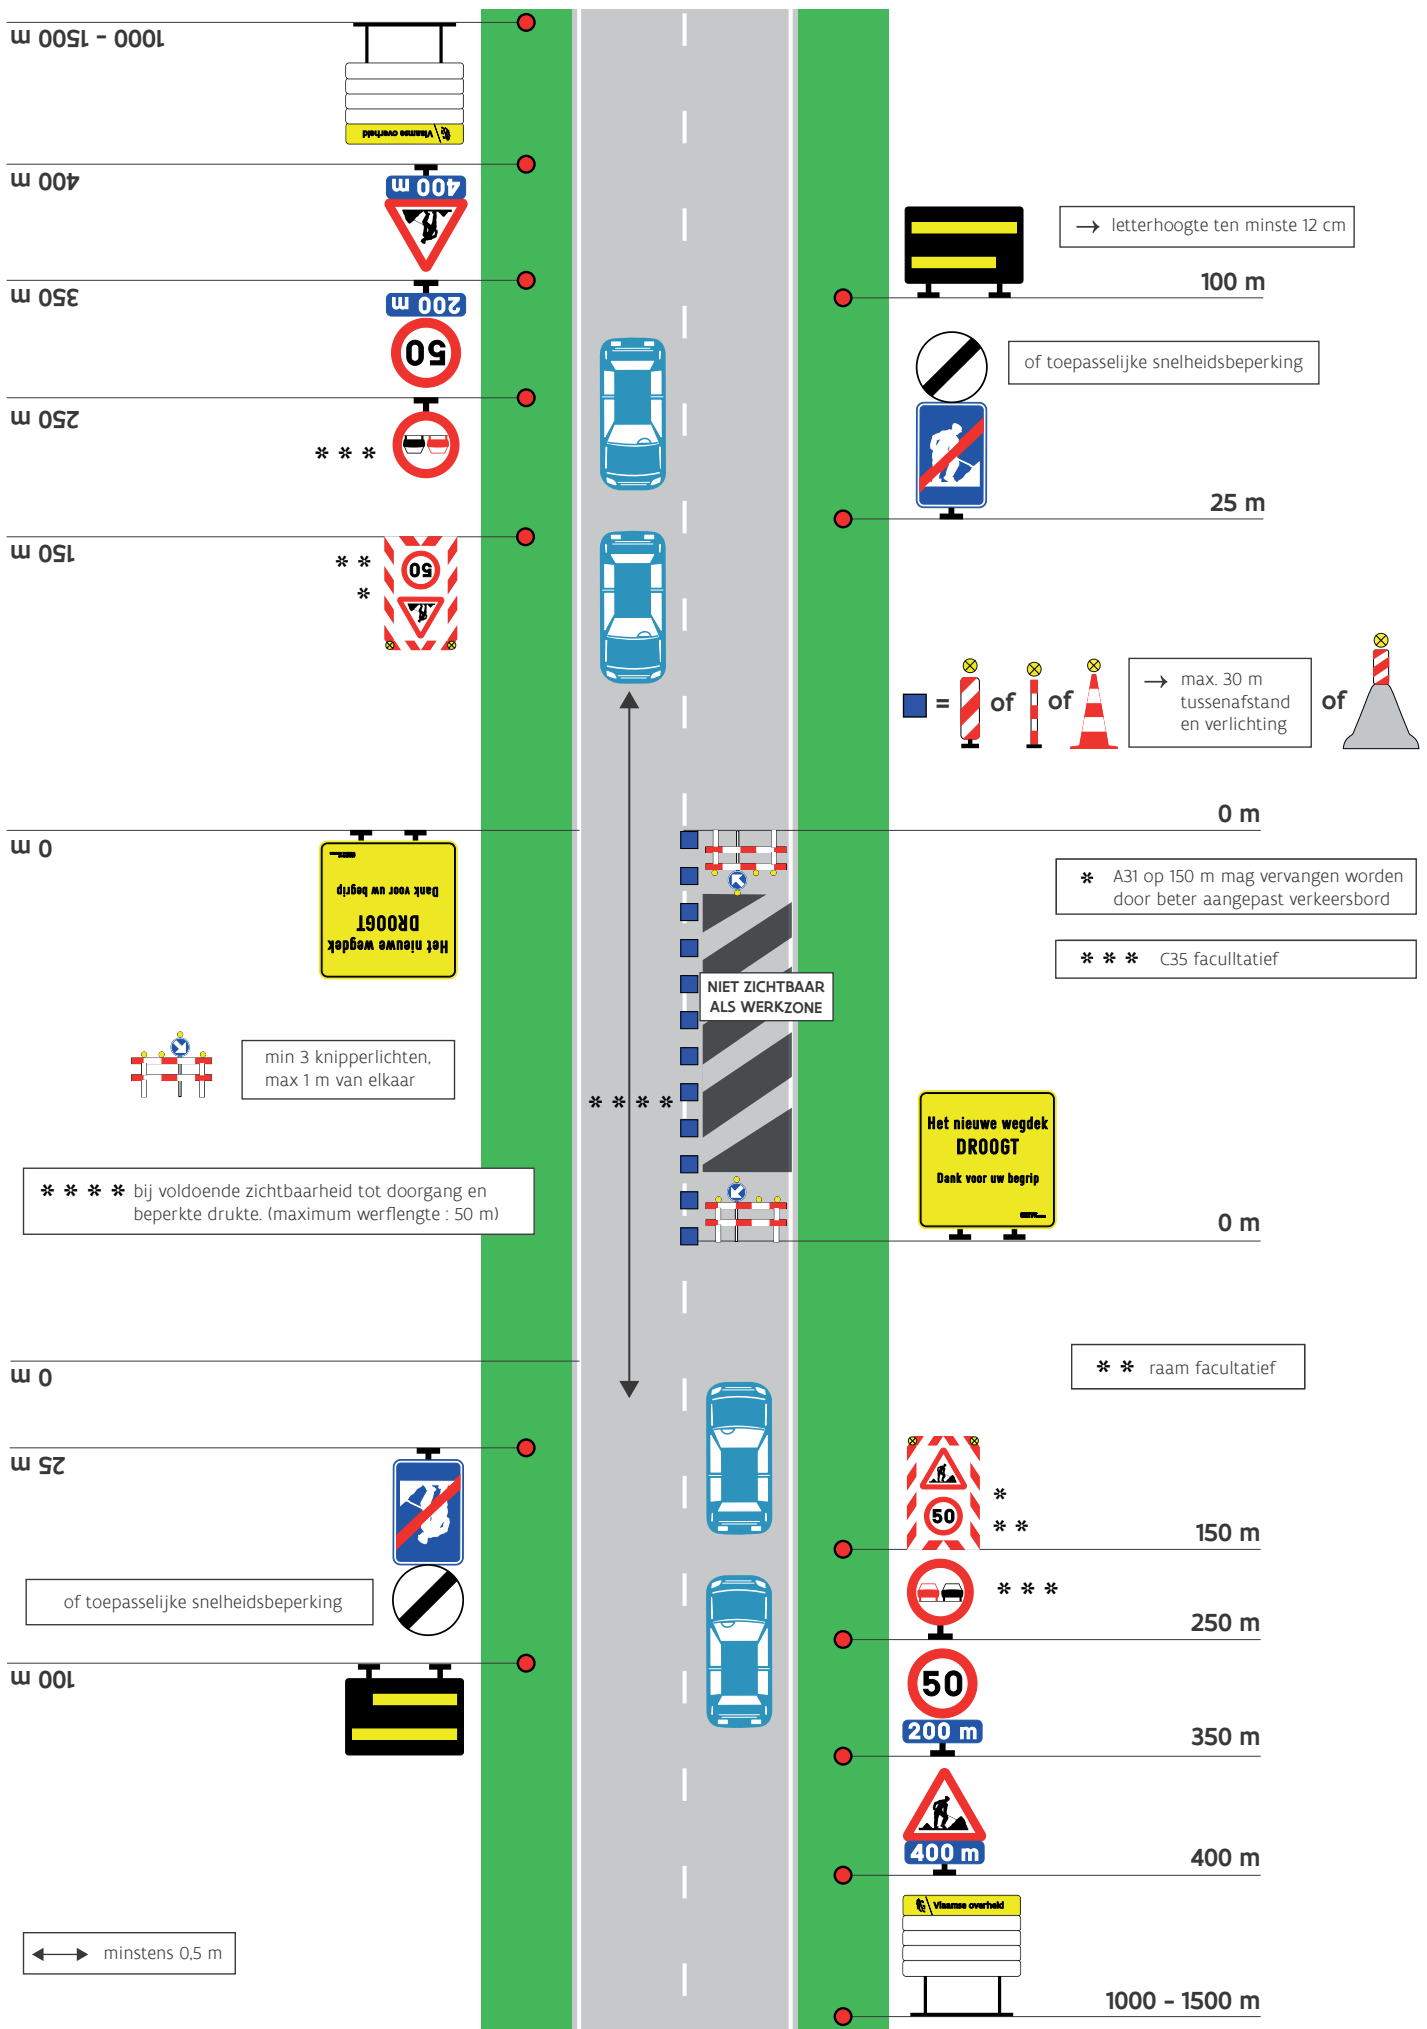 1000 - 1500 m
Vlaamse overheid
400 m
400 m
350 m
200 m
50
250 m
* * *
150 m
* *
50
*
0 m
Het nieuwe wegdek
DROOGT
Dank voor uw begrip
min 3 knipperlichten,
max 1 m van elkaar
* * * * bij voldoende zichtbaarheid tot doorgang en
beperkte drukte. (maximum werflengte : 50 m)
0 m
25 m
of toepasselijke snelheidsbeperking
100 m
minstens 0,5 m
NIET ZICHTBAAR
ALS WERKZONE
* * * *
→ letterhoogte ten minste 12 cm
100 m
of toepasselijke snelheidsbeperking
25 m
= of of → max. 30 m
tussenafstand
en verlichting
of
0 m
* A31 op 150 m mag vervangen worden
door beter aangepast verkeersbord
* * * C35 facultatief
Het nieuwe wegdek
DROOGT
Dank voor uw begrip
0 m
* * raam facultatief
*
50
* *
150 m
* * *
250 m
50
200 m
350 m
400 m
400 m
Vlaamse overheid
1000 - 1500 m